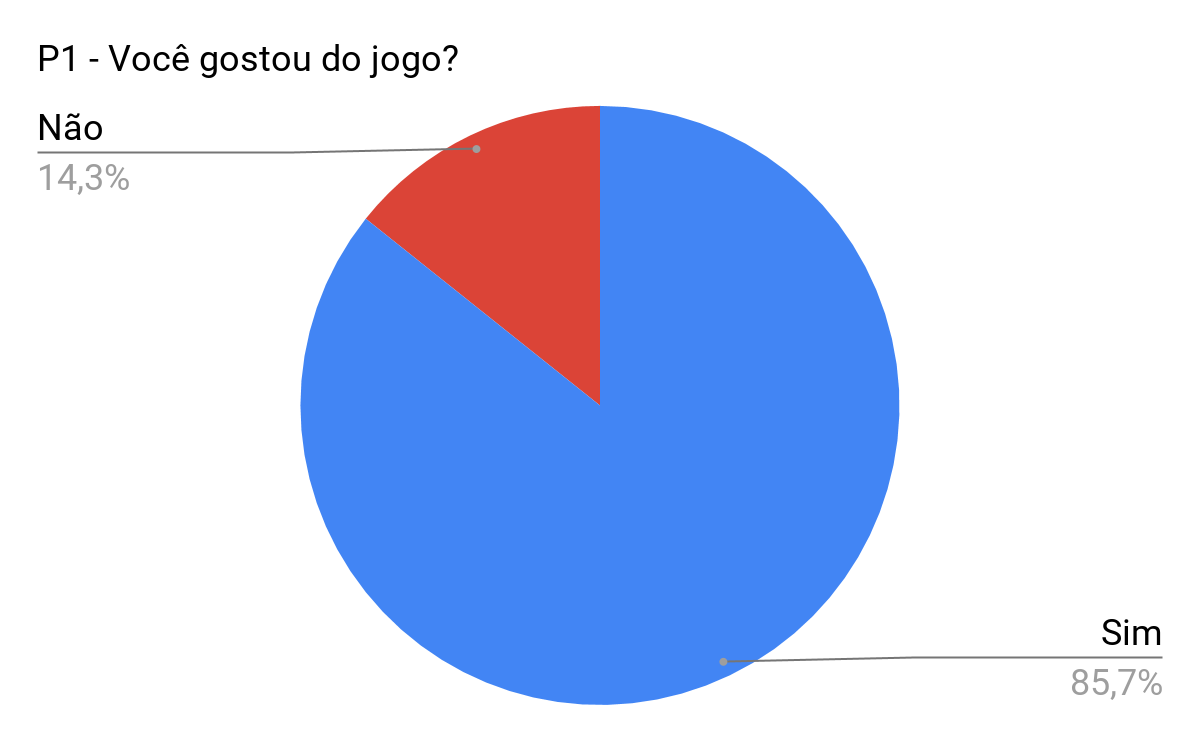 P1 - Você gostou do jogo?
Não
14,3%
Sim
85,7%